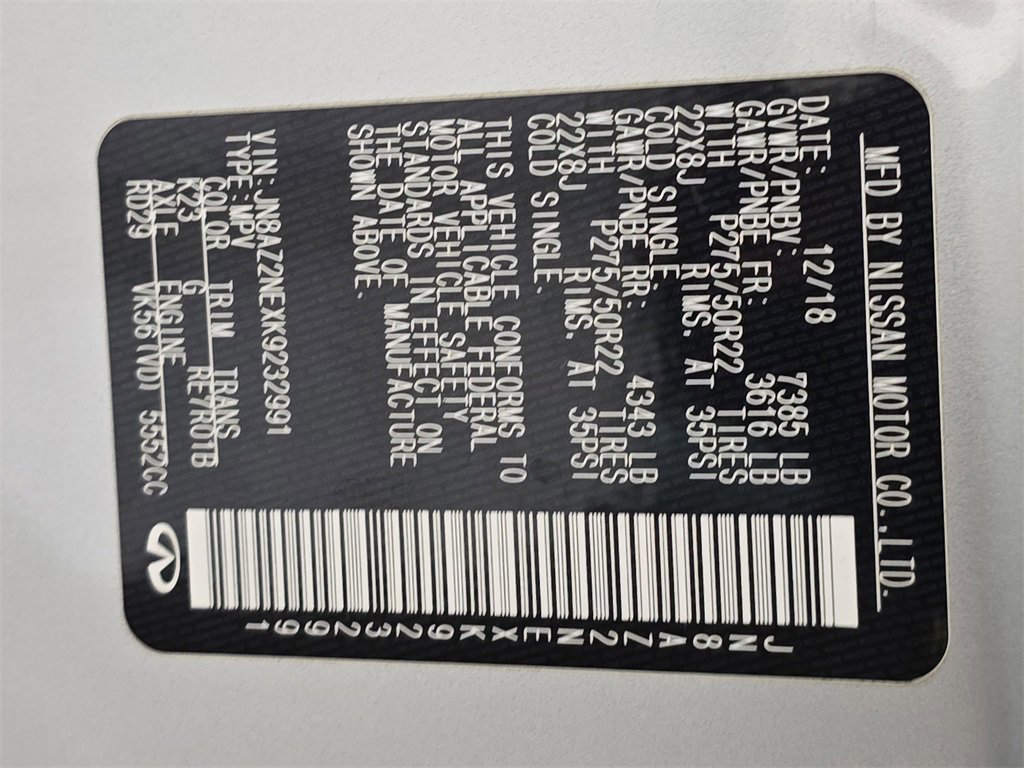 MFD BY NISSAN MOTOR CO.,LTD.
DATE: 12/18
GVWR/PNBV: 7385 LB
GAWR/PNBE FR: 3616 LB
WITH P275/50R22 TIRES
22X8J RIMS, AT 35PSI
COLD SINGLE.
GAWR/PNBE RR: 4343 LB
WITH P275/50R22 TIRES
22X8J RIMS, AT 35PSI
COLD SINGLE.
THIS VEHICLE CONFORMS TO
ALL APPLICABLE FEDERAL
MOTOR VEHICLE SAFETY
STANDARDS IN EFFECT ON
THE DATE OF MANUFACTURE
SHOWN ABOVE.
VIN:JN8AZ2NEXK9232991
TYPE:MPV
COLOR TRIM TRANS
K23 G RE7R01B
AXLE ENGINE
RD29 VK56(VD) 5552CC
JN8AZ2NEXK9232991